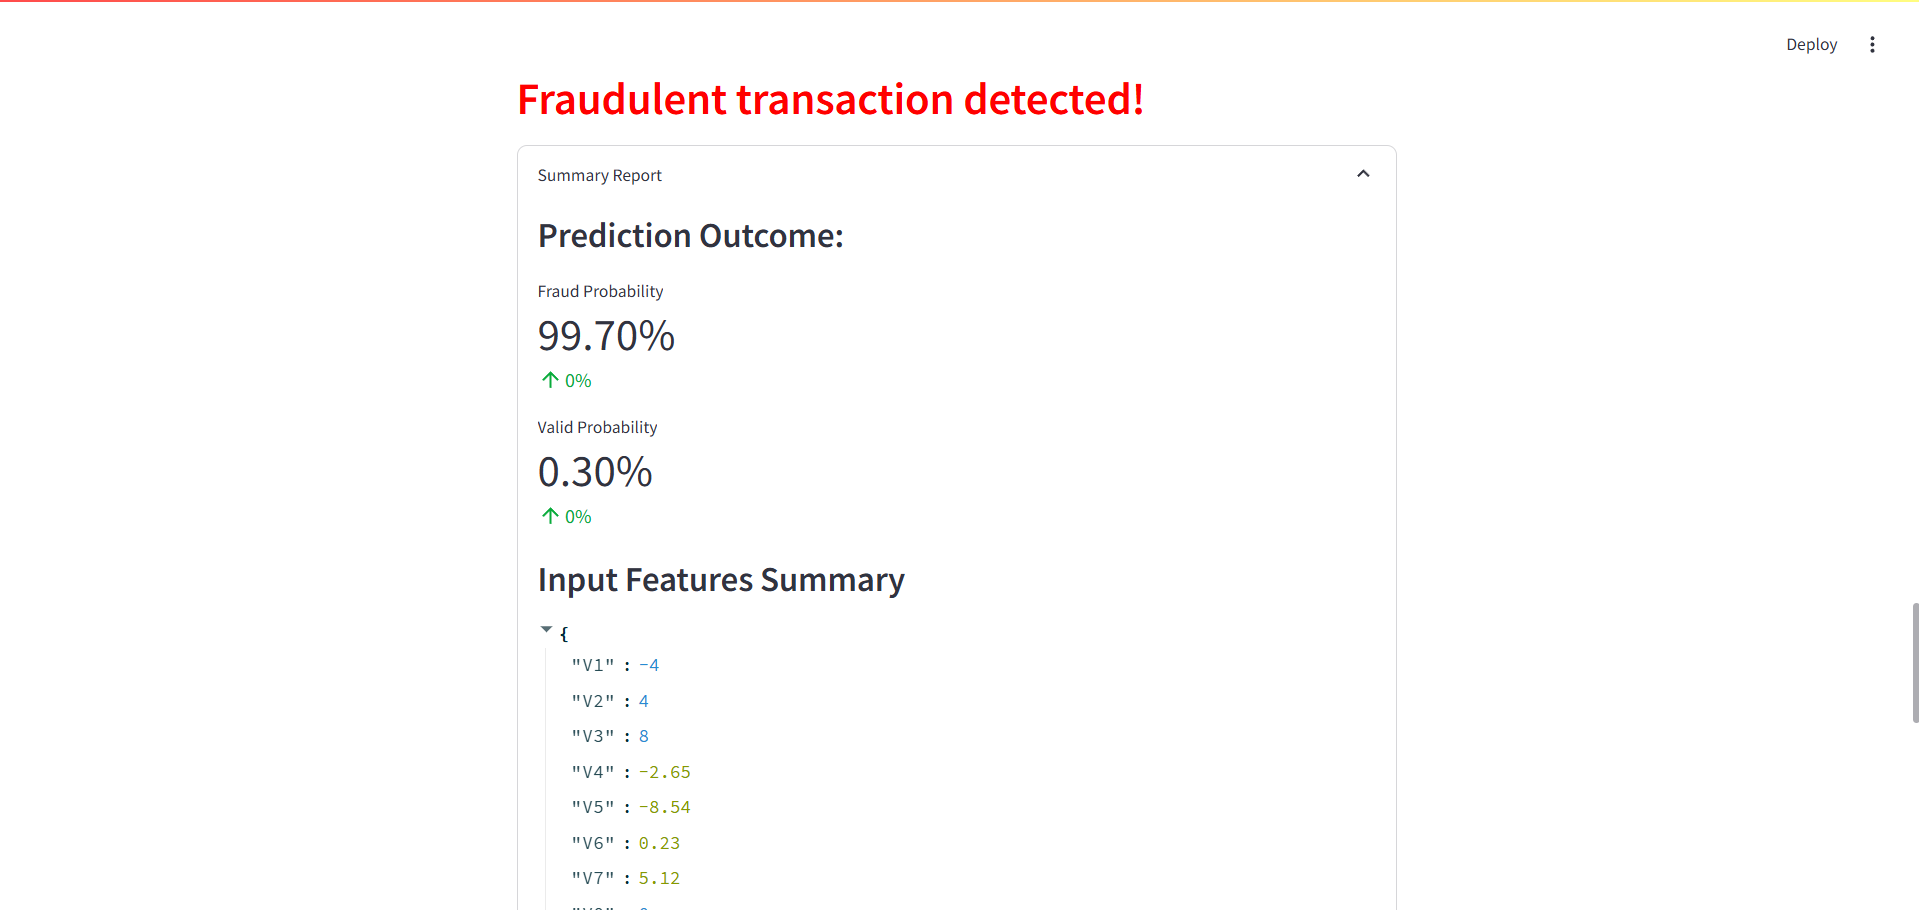 Deploy
Fraudulent transaction detected!
Summary Report
Prediction Outcome:
Fraud Probability
99.70%
↑ 0%
Valid Probability
0.30%
↑ 0%
Input Features Summary
{
"V1" : -4
"V2" : 4
"V3" : 8
"V4" : -2.65
"V5" : -8.54
"V6" : 0.23
"V7" : 5.12